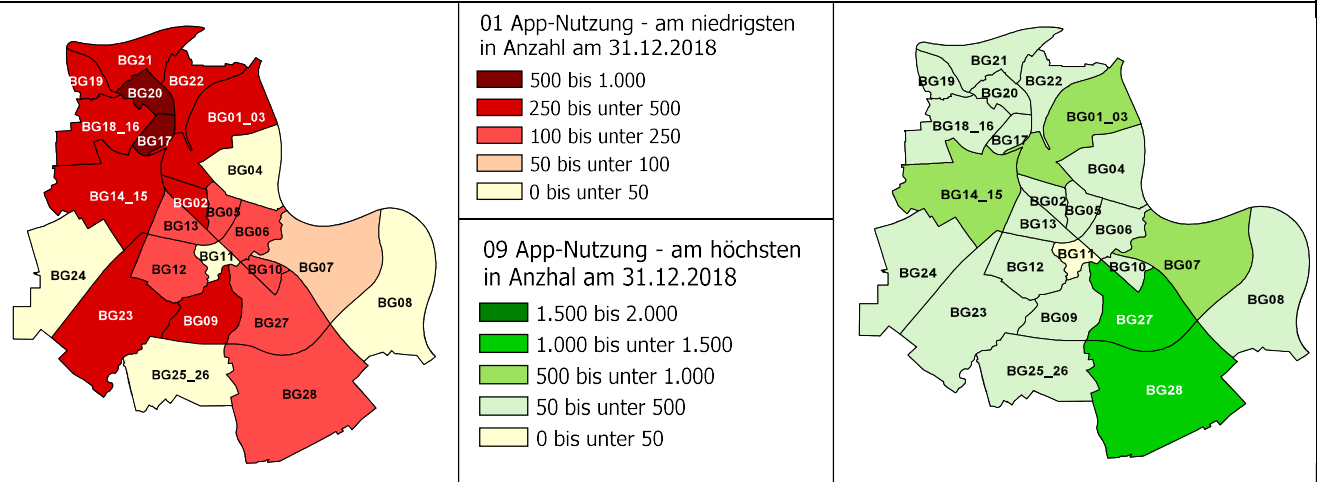 BG21
BG19
BG22
BG20
BG18_16
BG17
BG01_03
BG04
BG14_15
BG02
BG05
BG13
BG06
BG11
BG24
BG12
BG10
BG07
BG08
BG23
BG09
BG27
BG25_26
BG28
01 App-Nutzung - am niedrigsten
in Anzahl am 31.12.2018
500 bis 1.000
250 bis unter 500
100 bis unter 250
50 bis unter 100
0 bis unter 50
09 App-Nutzung - am höchsten
in Anzhal am 31.12.2018
1.500 bis 2.000
1.000 bis unter 1.500
500 bis unter 1.000
50 bis unter 500
0 bis unter 50
BG21
BG19
BG22
BG20
BG18_16
BG17
BG01_03
BG04
BG14_15
BG02
BG05
BG13
BG06
BG11
BG24
BG12
BG10
BG07
BG08
BG23
BG09
BG27
BG25_26
BG28